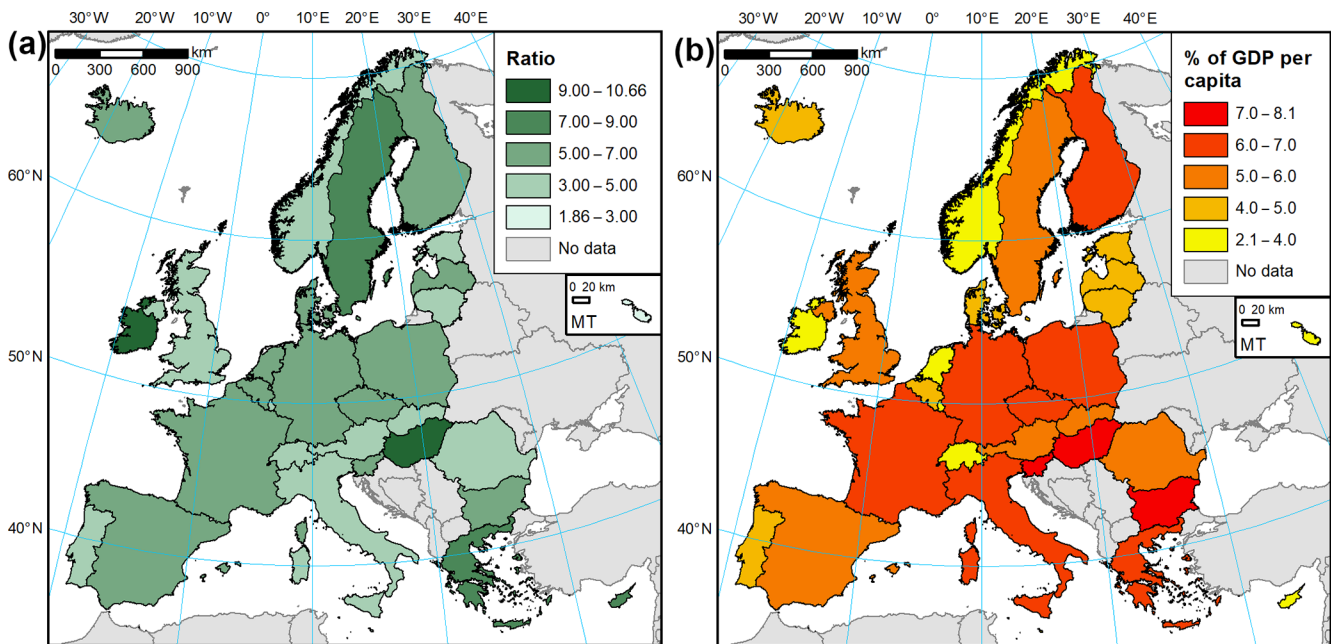 30°W 20°W 10°W 0° 10°E 20°E 30°E 40°E
(a)
km
0 300 600 900
Ratio
9.00 – 10.66
7.00 – 9.00
5.00 – 7.00
3.00 – 5.00
1.86 – 3.00
No data
0 20 km
MT
60°N
50°N
40°N
30°W 20°W 10°W 0° 10°E 20°E 30°E 40°E
(b)
km
0 300 600 900
% of GDP per
capita
7.0 – 8.1
6.0 – 7.0
5.0 – 6.0
4.0 – 5.0
2.1 – 4.0
No data
0 20 km
MT
60°N
50°N
40°N